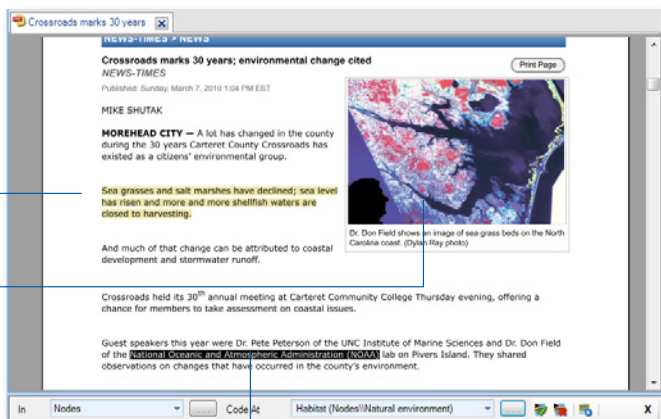 Crossroads marks 30 years
NEWS-TIMES > NEWS
Crossroads marks 30 years; environmental change cited
Print Page
NEWS-TIMES
Published: Sunday, March 7, 2010 1:04 PM EST
MIKE SHUTAK
MOREHEAD CITY — A lot has changed in the county
during the 30 years Carteret County Crossroads has
existed as a citizens' environmental group.
Sea grasses and salt marshes have declined; sea level
has risen and more and more shellfish waters are
closed to harvesting.
Dr. Don Field shows an image of sea grass beds on the North
Carolina coast. (Dylan Ray photo)
And much of that change can be attributed to coastal
development and stormwater runoff.
Crossroads held its 30th annual meeting at Carteret Community College Thursday evening, offering a
chance for members to take assessment on coastal issues.
Guest speakers this year were Dr. Pete Peterson of the UNC Institute of Marine Sciences and Dr. Don Field
of the National Oceanic and Atmospheric Administration (NOAA) lab on Pivers Island. They shared
observations on changes that have occurred in the county's environment.
In Nodes ... Code At Habitat (Nodes\\Natural environment) ... X